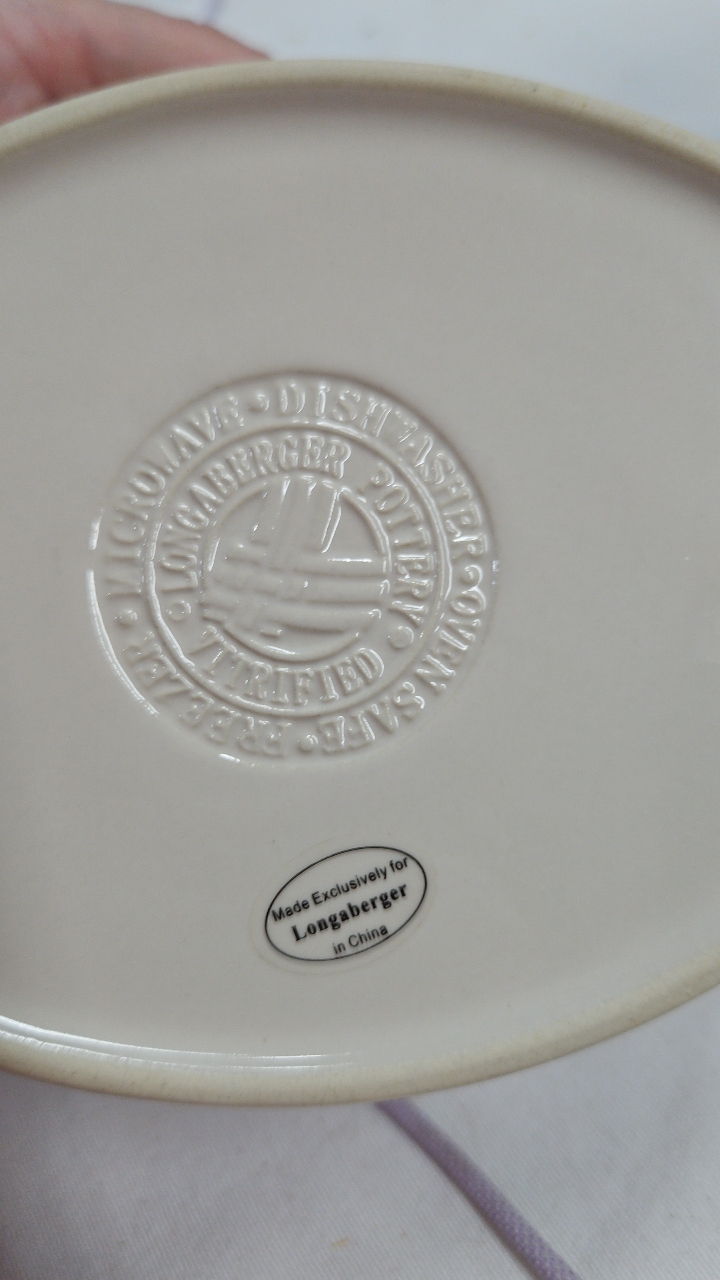 MICROWAVE • DISHWASHER • OVEN SAFE • FREEZER •
LONGABERGER POTTERY • VITRIFIED •
Made Exclusively for
Longaberger
in China